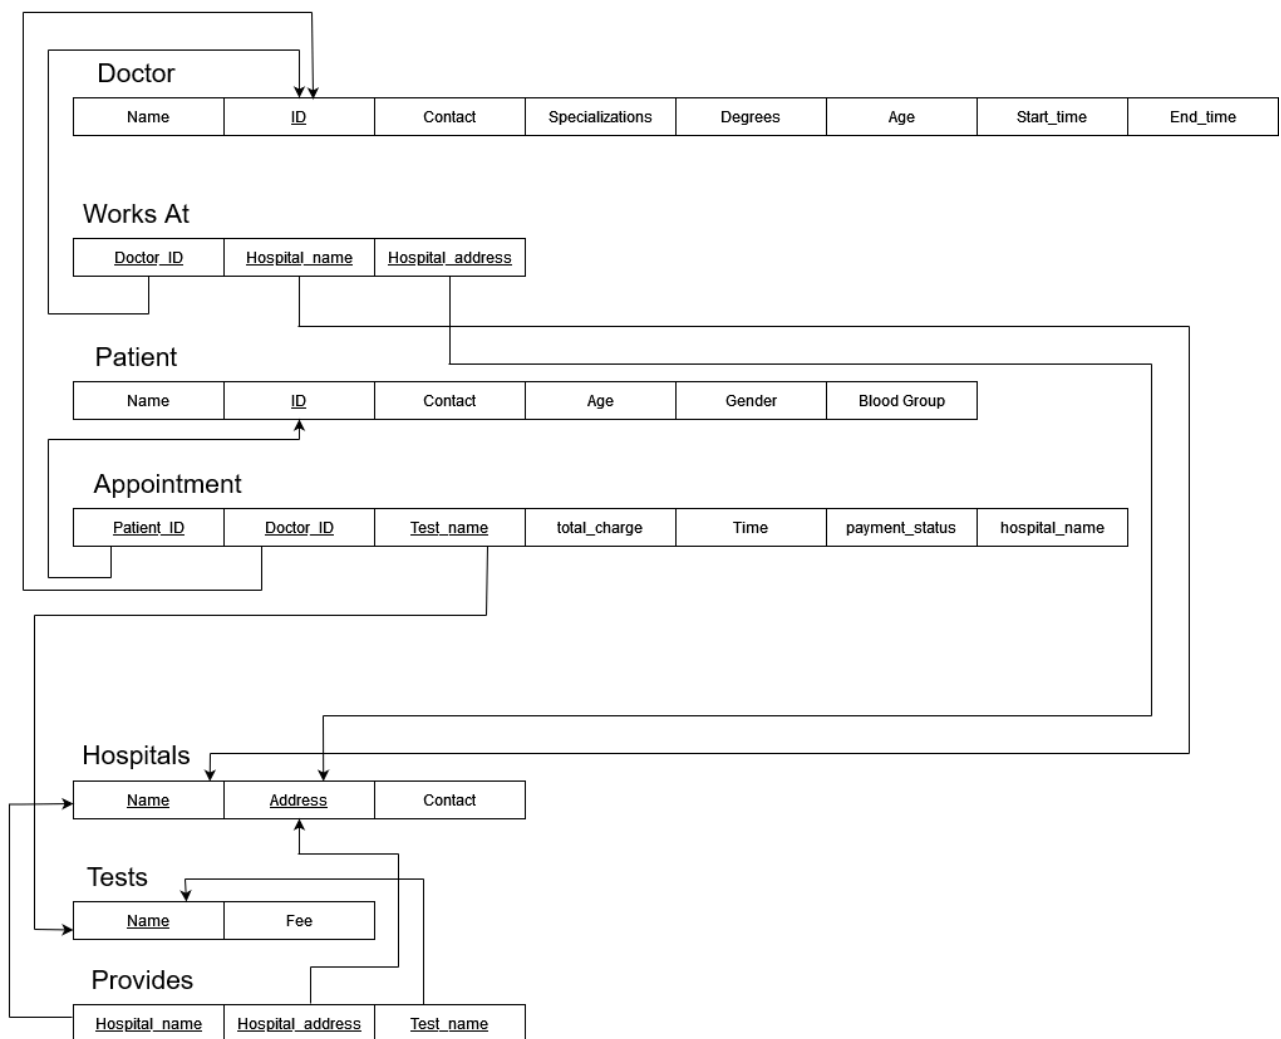 Doctor
Name ID Contact Specializations Degrees Age Start_time End_time
Works At
Doctor_ID Hospital_name Hospital_address
Patient
Name ID Contact Age Gender Blood Group
Appointment
Patient_ID Doctor_ID Test_name total_charge Time payment_status hospital_name
Hospitals
Name Address Contact
Tests
Name Fee
Provides
Hospital_name Hospital_address Test_name